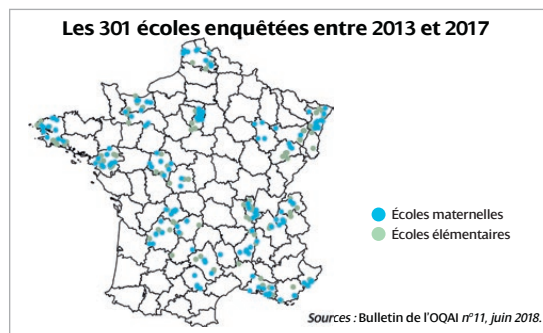 Les 301 écoles enquêtées entre 2013 et 2017
Écoles maternelles
Écoles élémentaires
Sources : Bulletin de l'OQAI n°11, juin 2018.